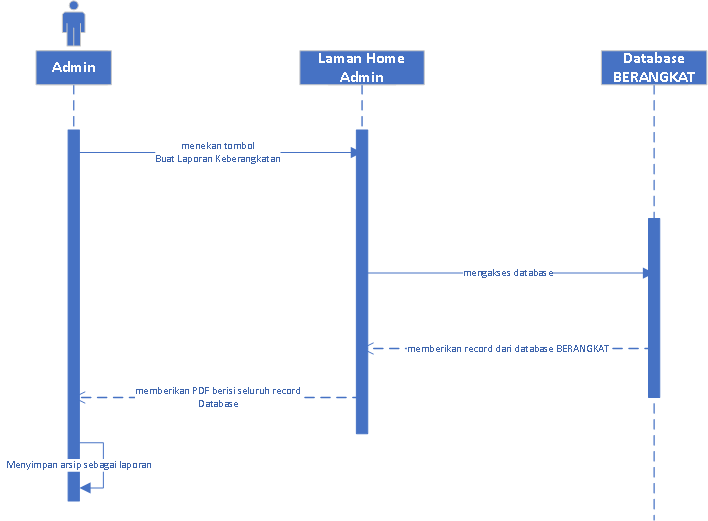 Admin
Laman Home
Admin
Database
BERANGKAT
menekan tombol
Buat Laporan Keberangkatan
mengakses database
memberikan record dari database BERANGKAT
memberikan PDF berisi seluruh record
Database
Menyimpan arsip sebagai laporan